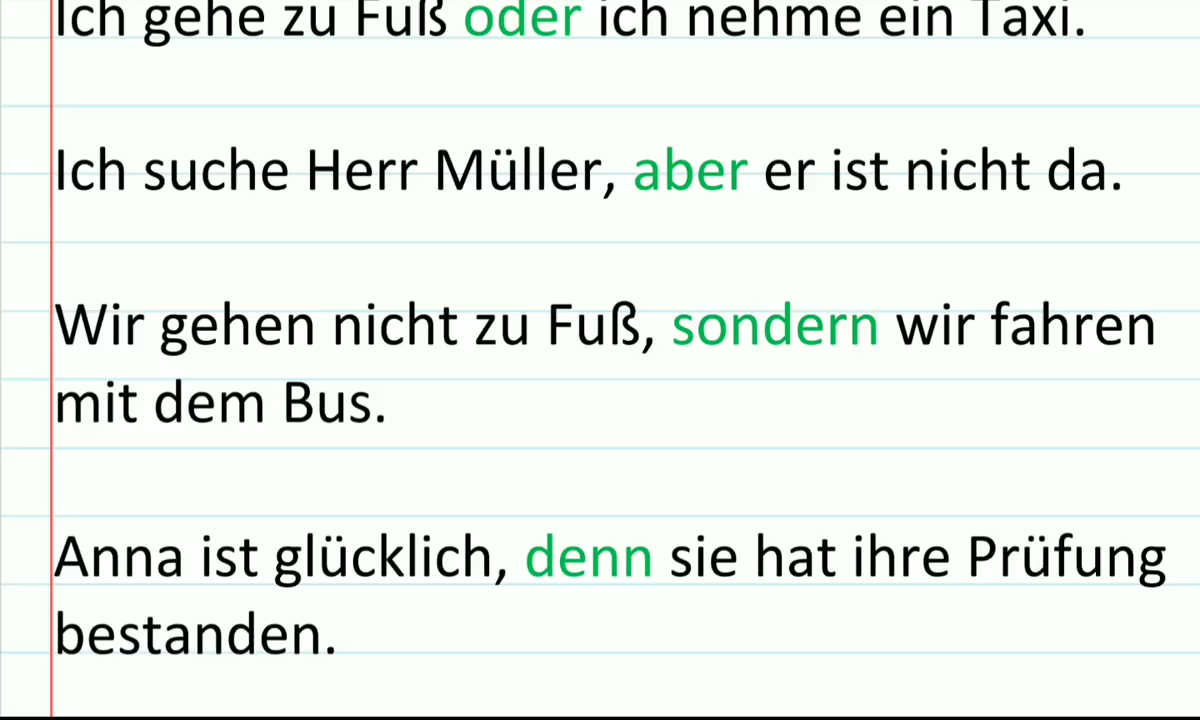 Ich gehe zu Fuß oder ich nehme ein Taxi.
Ich suche Herr Müller, aber er ist nicht da.
Wir gehen nicht zu Fuß, sondern wir fahren
mit dem Bus.
Anna ist glücklich, denn sie hat ihre Prüfung
bestanden.